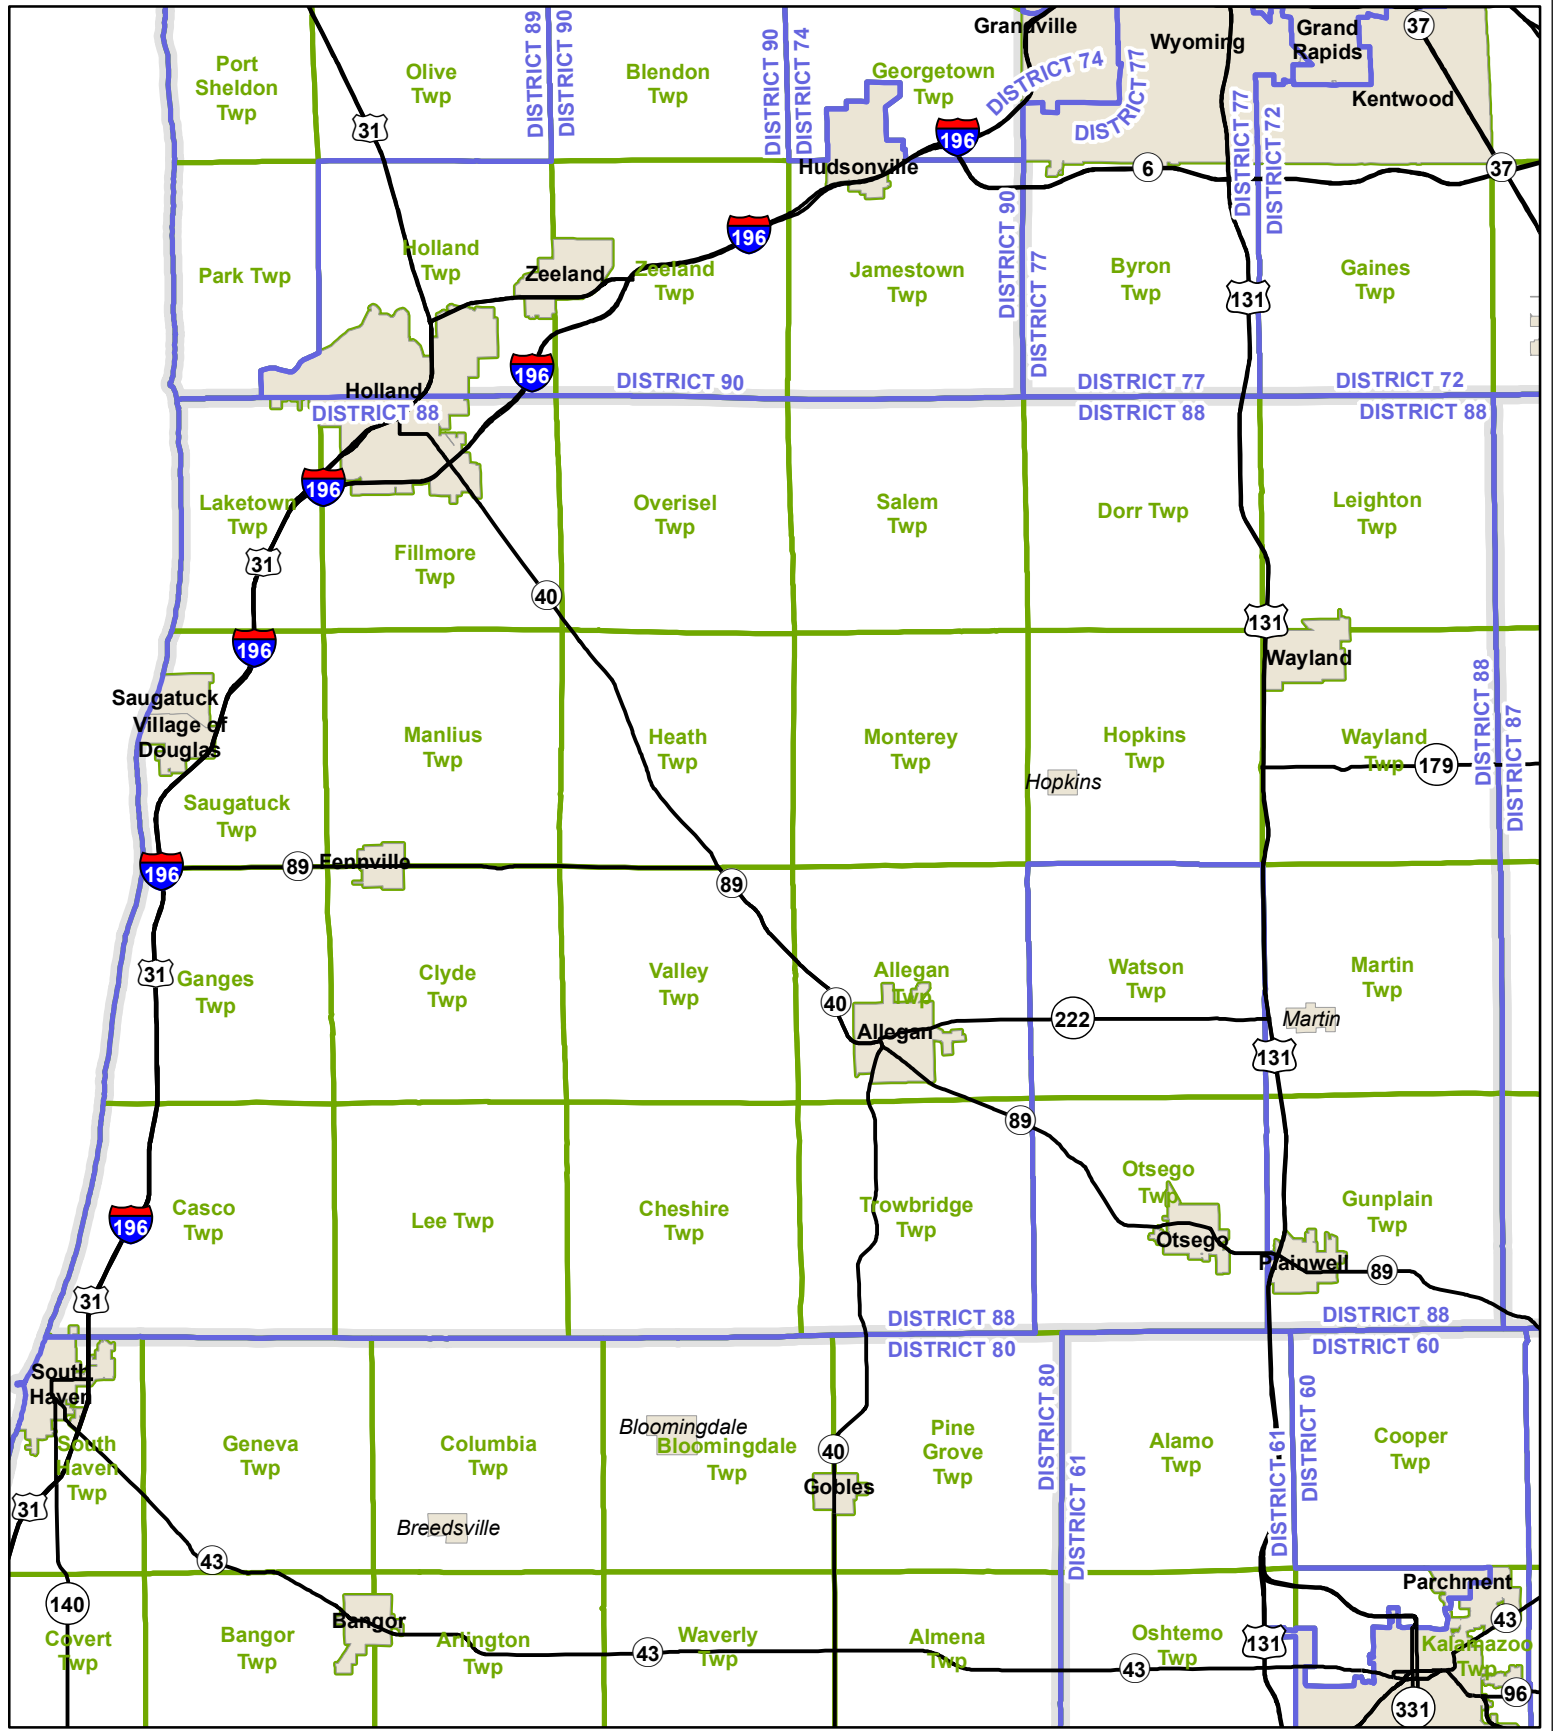 Port
Sheldon
Twp
Olive
Twp
DISTRICT 89
DISTRICT 90
Blendon
Twp
DISTRICT 90
DISTRICT 74
Georgetown
Twp
Grandville
DISTRICT 74
DISTRICT 77
DISTRICT 77
Wyoming
Grand
Rapids
Kentwood
37
31
196
Hudsonville
6
DISTRICT 77
DISTRICT 72
37
Park Twp
Holland
Twp
Zeeland
Zeeland
Twp
196
Jamestown
Twp
DISTRICT 90
DISTRICT 77
Byron
Twp
131
Gaines
Twp
Holland
196
DISTRICT 90
DISTRICT 77
DISTRICT 72
DISTRICT 88
DISTRICT 88
DISTRICT 88
196
Laketown
Twp
31
Fillmore
Twp
40
Overisel
Twp
Salem
Twp
Dorr Twp
Leighton
Twp
196
131
Wayland
Saugatuck
Village of
Douglas
Saugatuck
Twp
Manlius
Twp
Heath
Twp
Monterey
Twp
Hopkins
Twp
Hopkins
Wayland
Twp
179
DISTRICT 88
DISTRICT 87
196
89
Fennville
89
31
Ganges
Twp
Clyde
Twp
Valley
Twp
40
Allegan
Twp
Allegan
222
Watson
Twp
131
Martin
Twp
Martin
89
196
Casco
Twp
Lee Twp
Cheshire
Twp
Trowbridge
Twp
Otsego
Twp
Otsego
Gunplain
Twp
Plainwell
89
31
DISTRICT 88
DISTRICT 88
DISTRICT 80
DISTRICT 60
South
Haven
South
Haven
Twp
31
Geneva
Twp
Columbia
Twp
Breedsville
Bloomingdale
Bloomingdale
Twp
40
Gobles
Pine
Grove
Twp
DISTRICT 80
DISTRICT 61
Alamo
Twp
DISTRICT 61
DISTRICT 60
Cooper
Twp
43
140
Covert
Twp
Bangor
Twp
Bangor
Arlington
Twp
43
Waverly
Twp
Almena
Twp
43
Oshtemo
Twp
131
Parchment
43
Kalamazoo
Twp
331
96